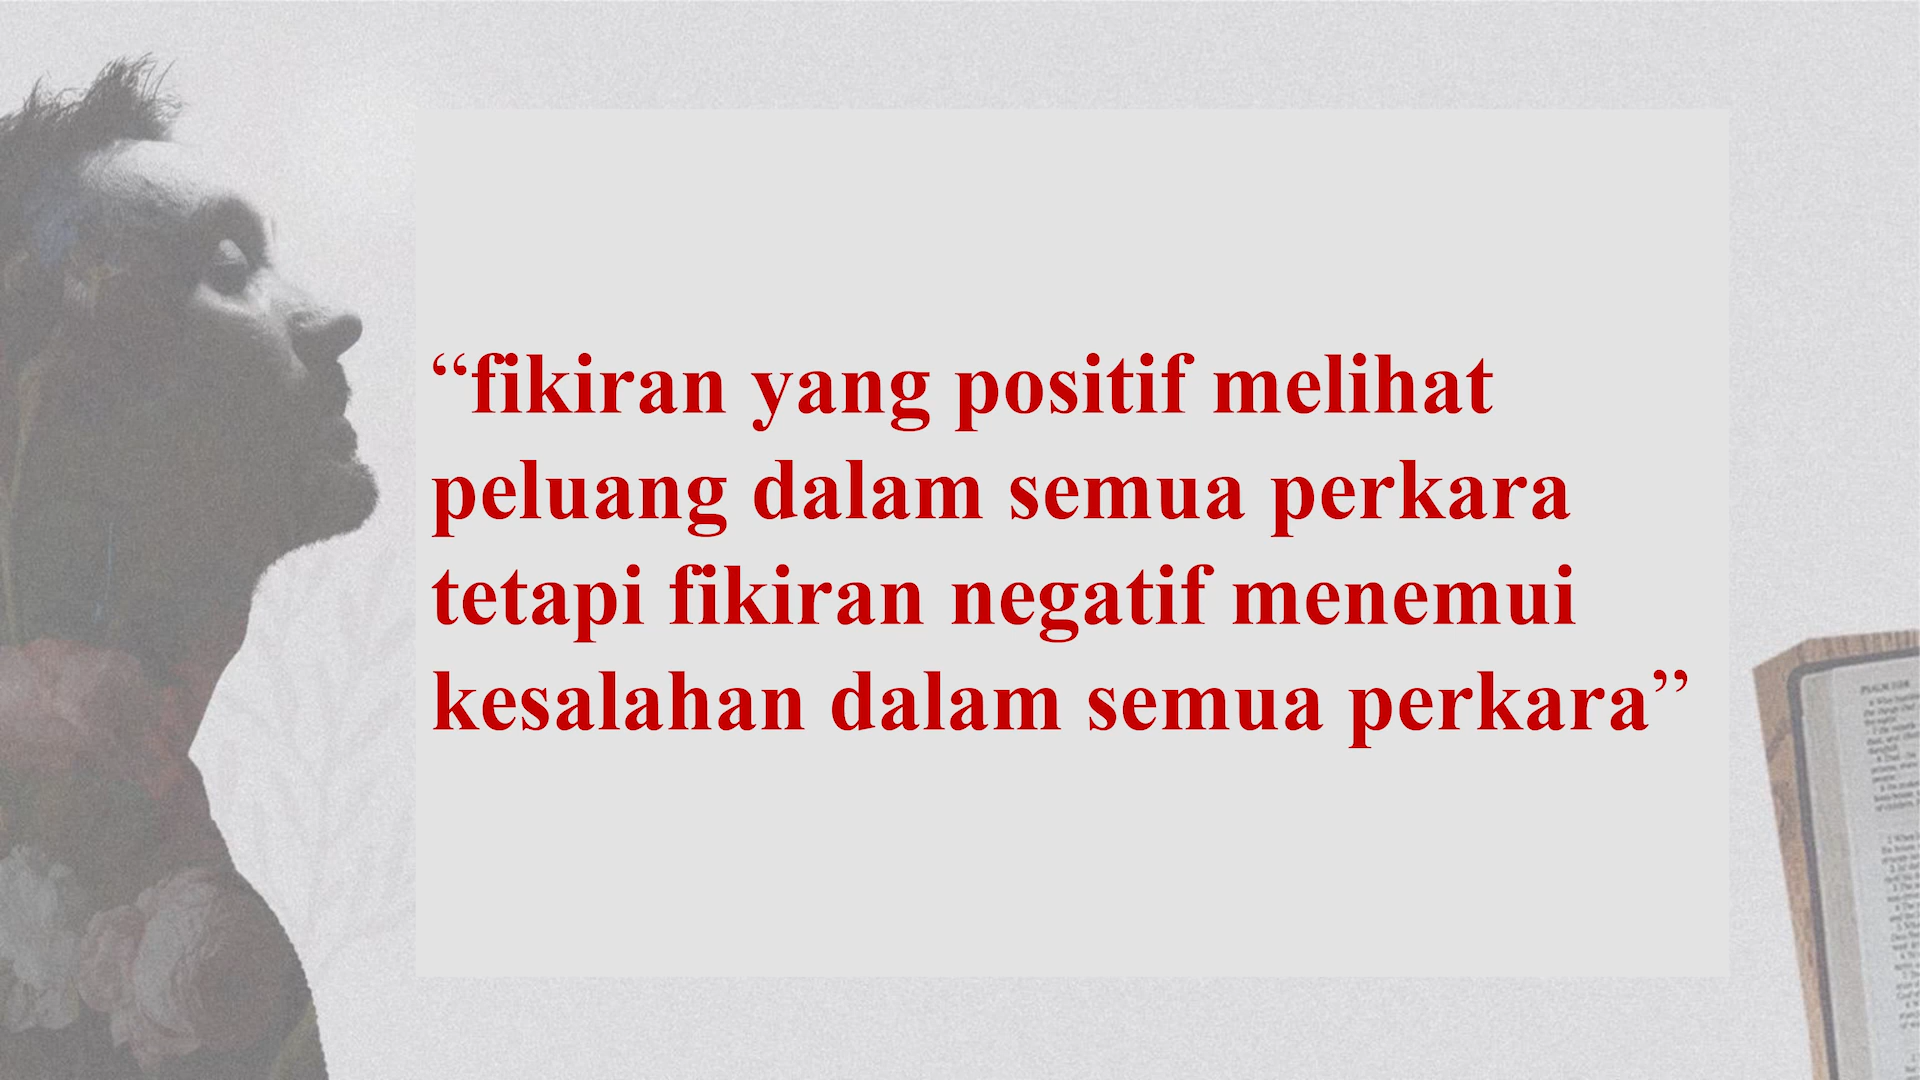 “fikiran yang positif melihat
peluang dalam semua perkara
tetapi fikiran negatif menemui
kesalahan dalam semua perkara”